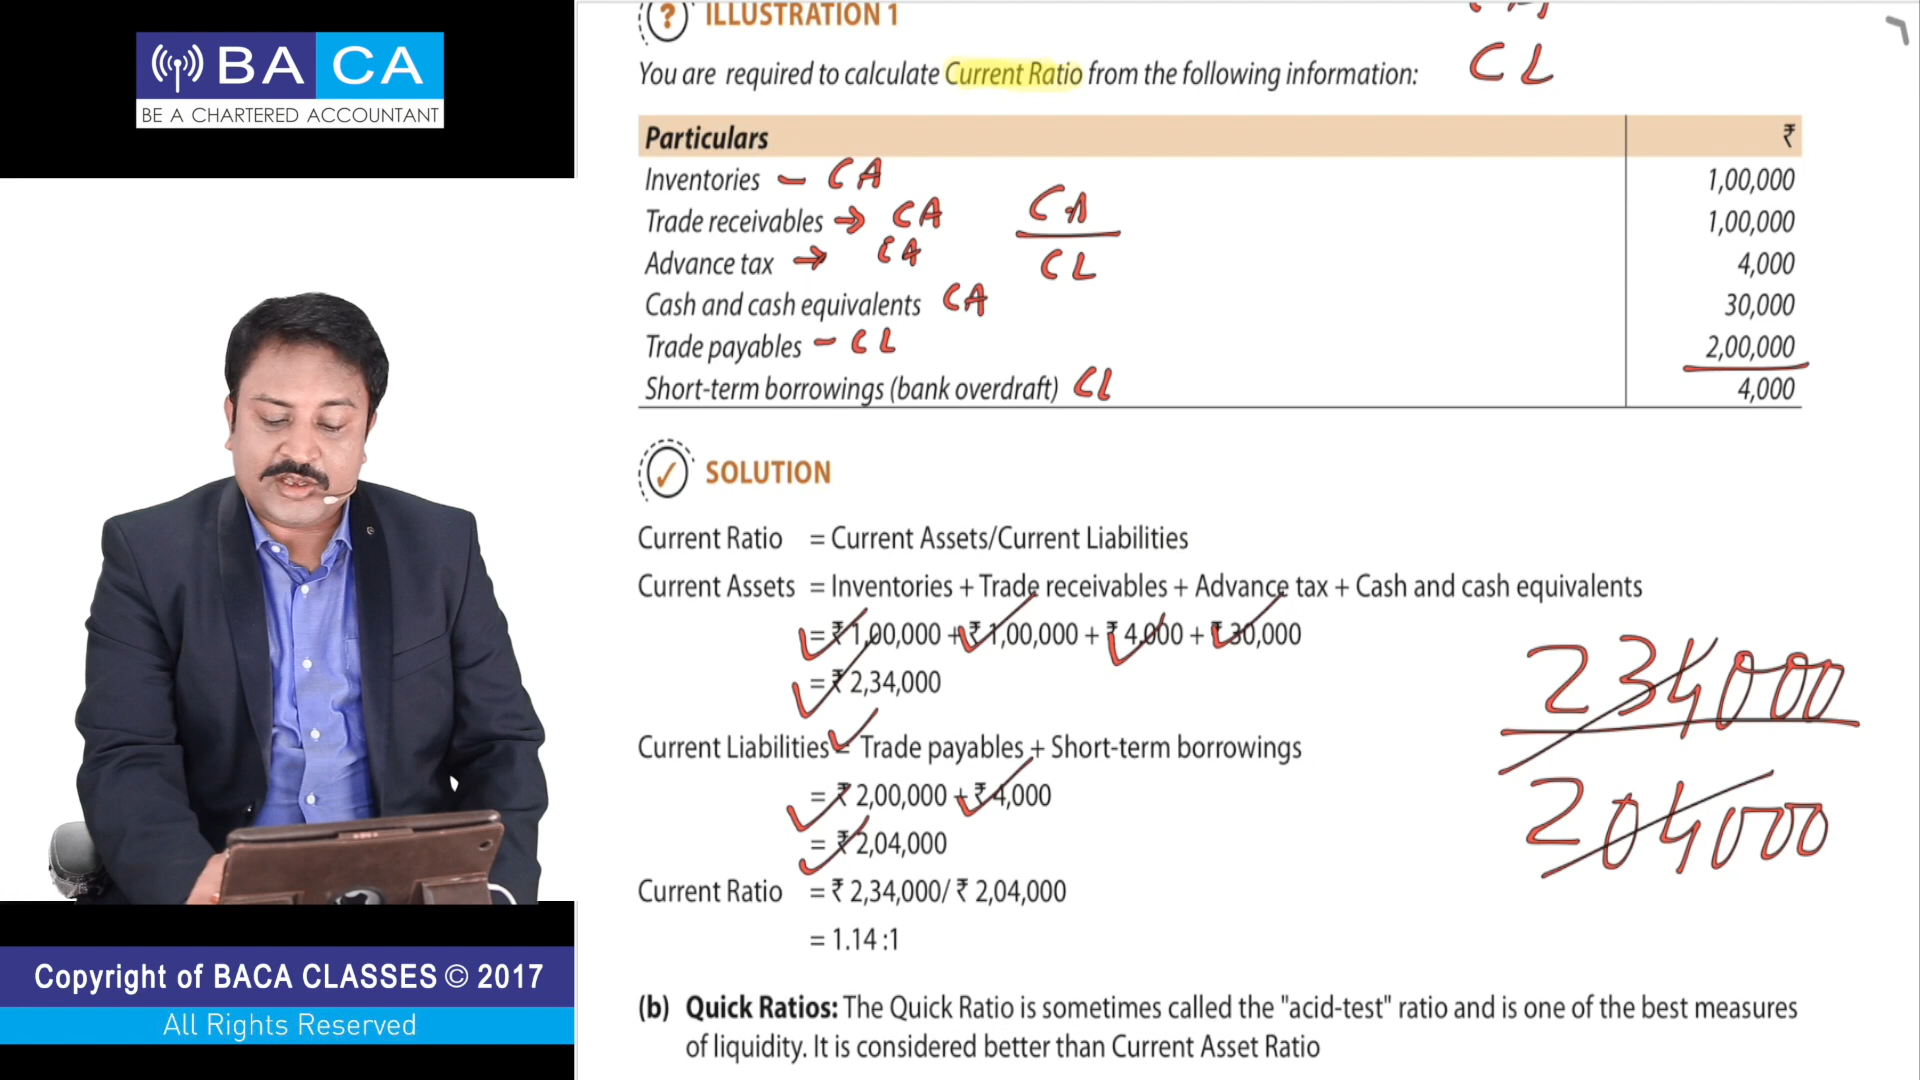 BACA
BE A CHARTERED ACCOUNTANT
ILLUSTRATION 1
You are required to calculate Current Ratio from the following information:
CL
Particulars ₹
Inventories – CA 1,00,000
Trade receivables → CA 1,00,000
CA
CL
Advance tax → CA 4,000
Cash and cash equivalents CA 30,000
Trade payables – CL 2,00,000
Short-term borrowings (bank overdraft) CL 4,000
SOLUTION
Current Ratio = Current Assets/Current Liabilities
Current Assets = Inventories + Trade receivables + Advance tax + Cash and cash equivalents
= ₹ 1,00,000 + ₹ 1,00,000 + ₹ 4,000 + ₹ 30,000
= ₹ 2,34,000
Current Liabilities = Trade payables + Short-term borrowings
= ₹ 2,00,000 + ₹ 4,000
= ₹ 2,04,000
Current Ratio = ₹ 2,34,000/ ₹ 2,04,000
= 1.14 :1
234000
204000
(b) Quick Ratios: The Quick Ratio is sometimes called the "acid-test" ratio and is one of the best measures
of liquidity. It is considered better than Current Asset Ratio
Copyright of BACA CLASSES © 2017
All Rights Reserved